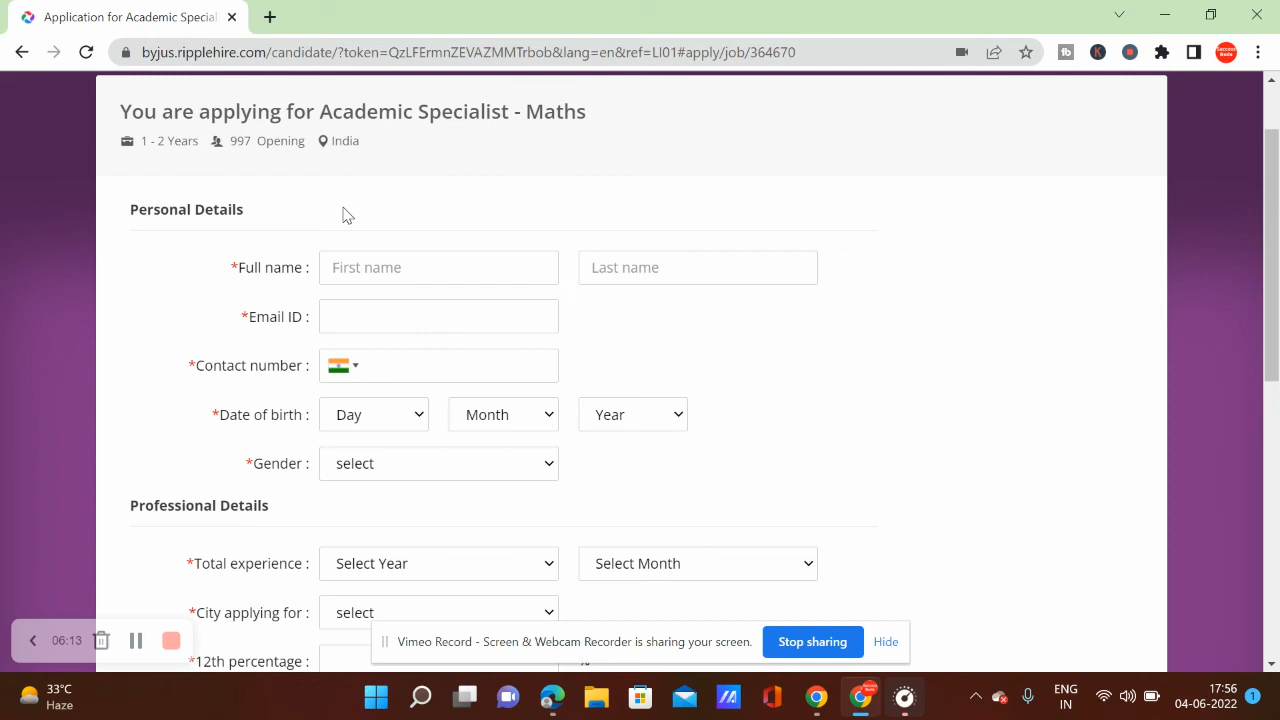 Application for Academic Special
byjus.ripplehire.com/candidate/?token=QzLFFrmnZEVAZMMTrbob&lang=en&ref=LI01#apply/job/364670
You are applying for Academic Specialist - Maths
1 - 2 Years 997 Opening India
Personal Details
*Full name : First name Last name
*Email ID :
*Contact number :
*Date of birth : Day Month Year
*Gender : select
Professional Details
*Total experience : Select Year Select Month
*City applying for : select
06:13
Vimeo Record - Screen & Webcam Recorder is sharing your screen. Stop sharing Hide
*12th percentage :
33°C
Haze
ENG
IN
17:56
04-06-2022
1